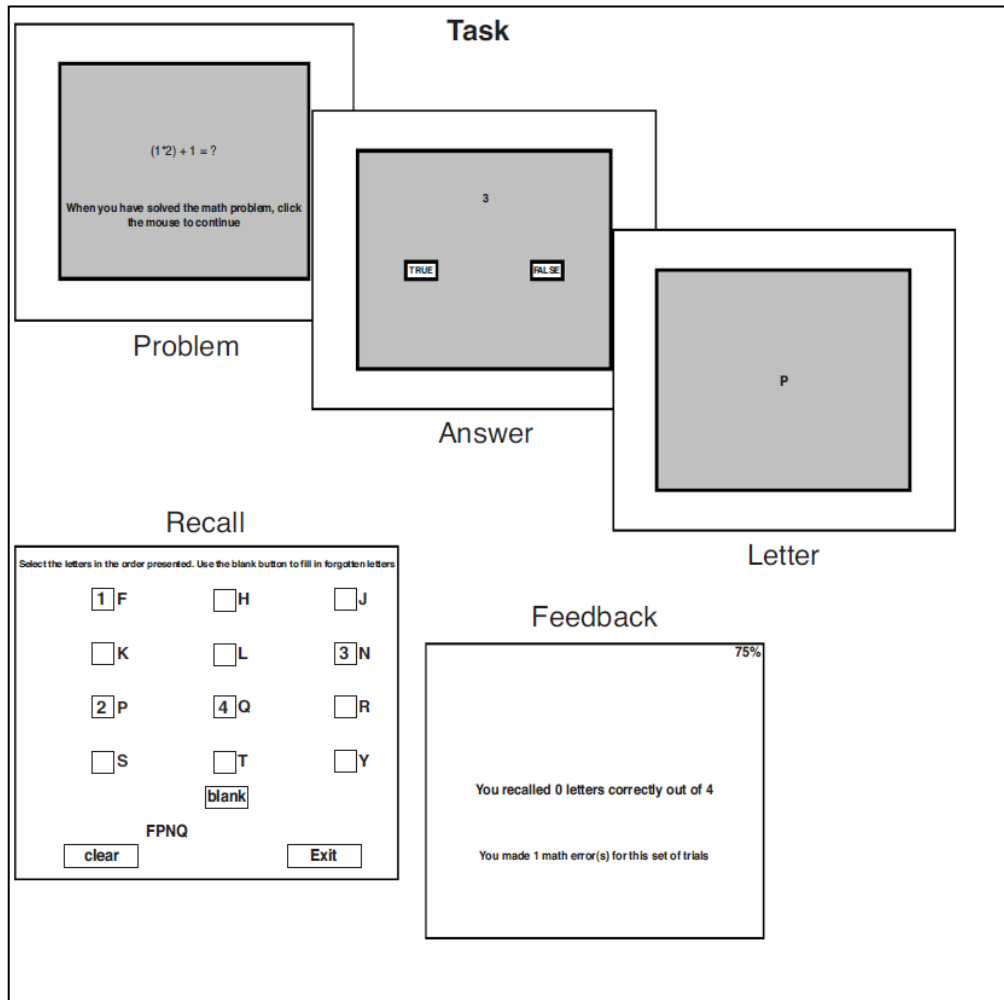 Task
(1*2) + 1 = ?
When you have solved the math problem, click
the mouse to continue
Problem
3
TRUE
FALSE
Answer
P
Letter
Recall
Select the letters in the order presented. Use the blank button to fill in forgotten letters
1 F
H
J
K
L
3 N
2 P
4 Q
R
S
T
Y
blank
FPNQ
clear
Exit
Feedback
75%
You recalled 0 letters correctly out of 4
You made 1 math error(s) for this set of trials